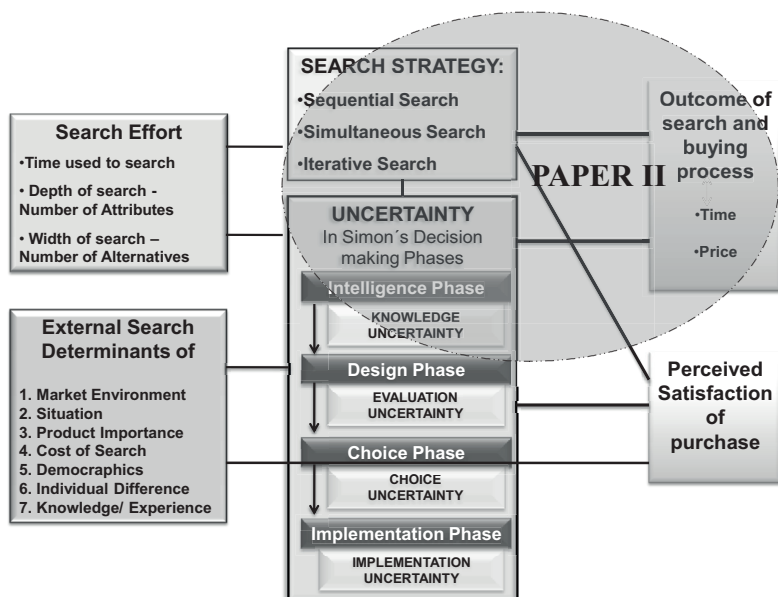 SEARCH STRATEGY:
•Sequential Search
•Simultaneous Search
•Iterative Search
Search Effort
•Time used to search
• Depth of search -
Number of Attributes
• Width of search –
Number of Alternatives
Outcome of
search and
buying
process
•Time
•Price
PAPER II
UNCERTAINTY
In Simon´s Decision
making Phases
Intelligence Phase
KNOWLEDGE
UNCERTAINTY
Design Phase
EVALUATION
UNCERTAINTY
Choice Phase
CHOICE
UNCERTAINTY
Implementation Phase
IMPLEMENTATION
UNCERTAINTY
External Search
Determinants of
1. Market Environment
2. Situation
3. Product Importance
4. Cost of Search
5. Democraphics
6. Individual Difference
7. Knowledge/ Experience
Perceived
Satisfaction
of
purchase